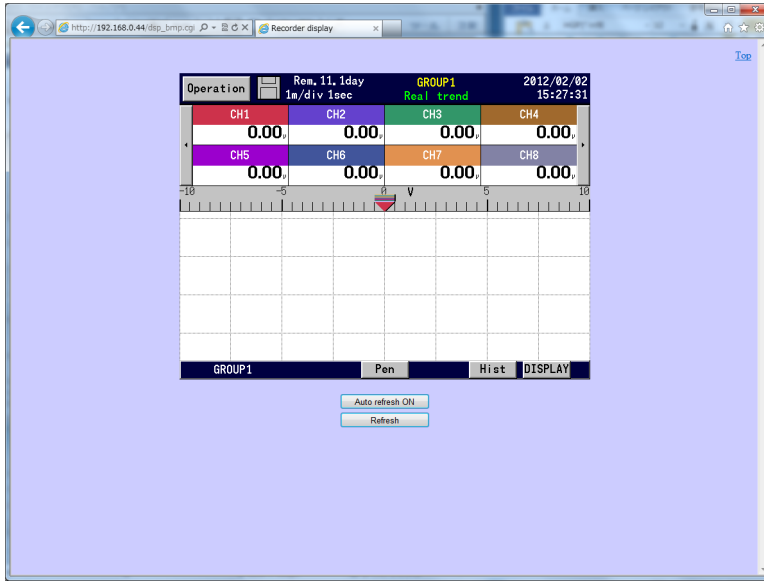 http://192.168.0.44/dsp_bmp.cgi
Recorder display
Top
Operation
Rem.11.1day
1m/div 1sec
GROUP1
Real trend
2012/02/02
15:27:31
CH1 CH2 CH3 CH4
0.00 0.00 0.00 0.00
CH5 CH6 CH7 CH8
0.00 0.00 0.00 0.00
-10 -5 0 V 5 10
GROUP1 Pen Hist DISPLAY
Auto refresh ON
Refresh